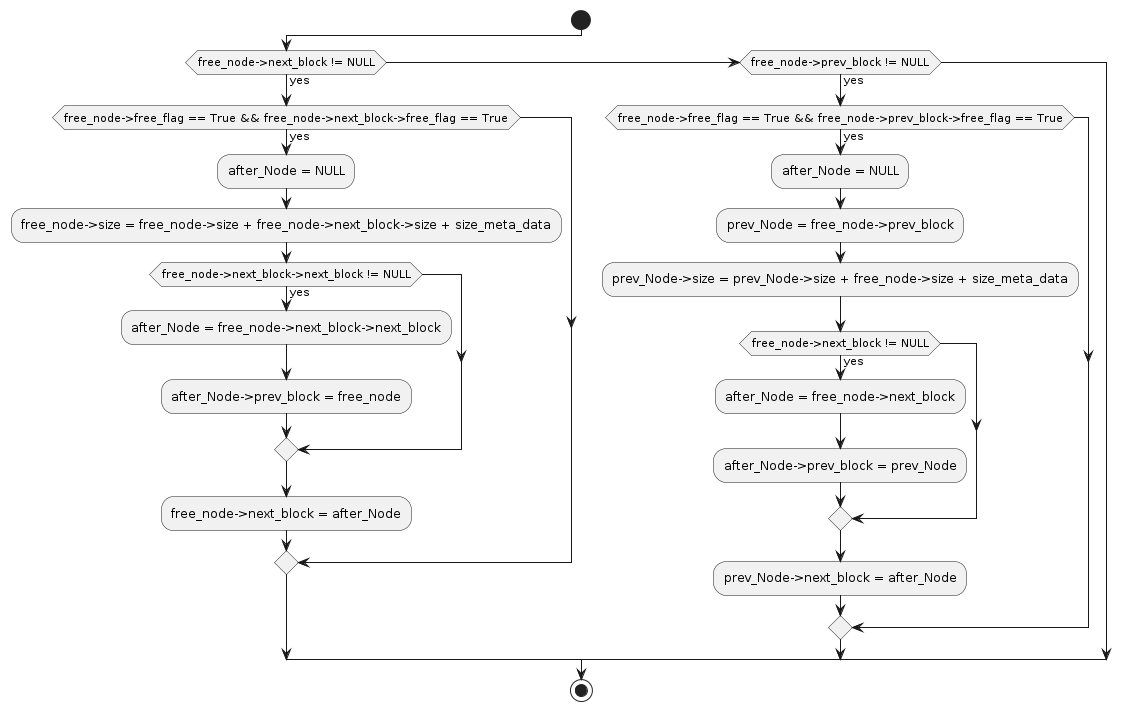 free_node->next_block != NULL
yes
free_node->free_flag == True && free_node->next_block->free_flag == True
yes
after_Node = NULL
free_node->size = free_node->size + free_node->next_block->size + size_meta_data
free_node->next_block->next_block != NULL
yes
after_Node = free_node->next_block->next_block
after_Node->prev_block = free_node
free_node->next_block = after_Node
free_node->prev_block != NULL
yes
free_node->free_flag == True && free_node->prev_block->free_flag == True
yes
after_Node = NULL
prev_Node = free_node->prev_block
prev_Node->size = prev_Node->size + free_node->size + size_meta_data
free_node->next_block != NULL
yes
after_Node = free_node->next_block
after_Node->prev_block = prev_Node
prev_Node->next_block = after_Node